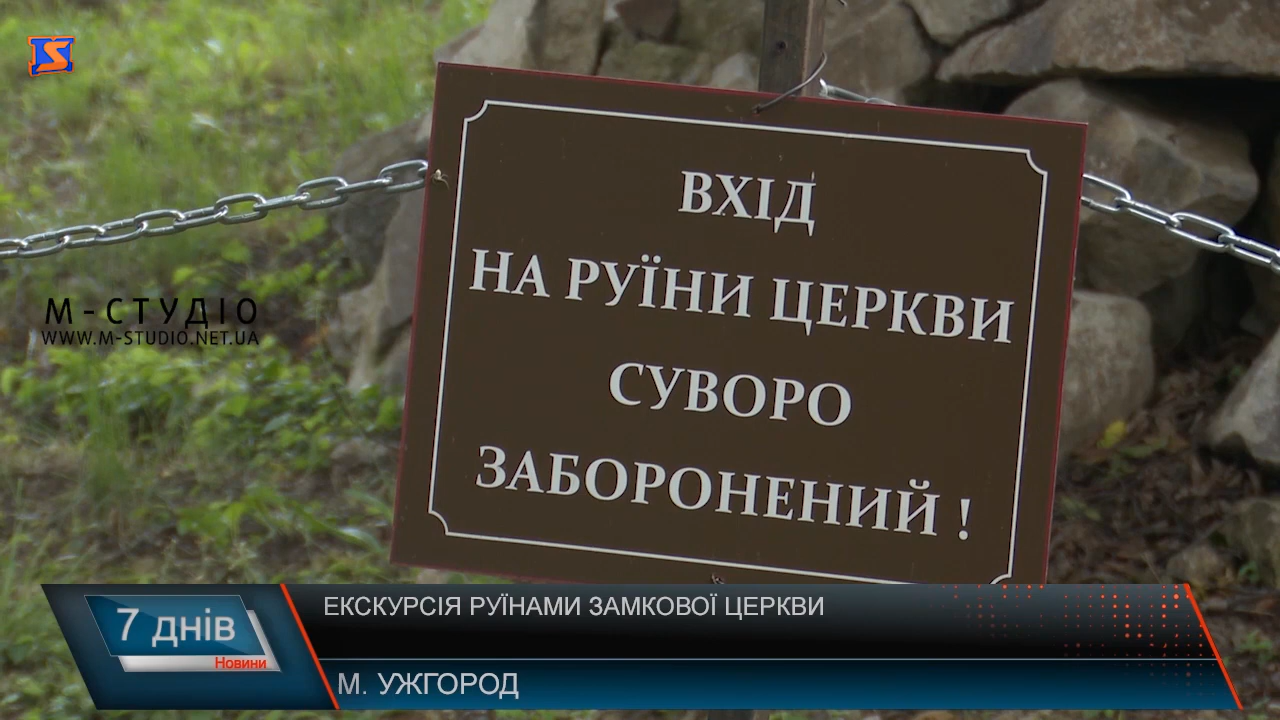 ВХІД
НА РУЇНИ ЦЕРКВИ
СУВОРО
ЗАБОРОНЕНИЙ !
М-СТУДІО
WWW.M-STUDIO.NET.UA
7 днів
Новини
ЕКСКУРСІЯ РУЇНАМИ ЗАМКОВОЇ ЦЕРКВИ
М. УЖГОРОД